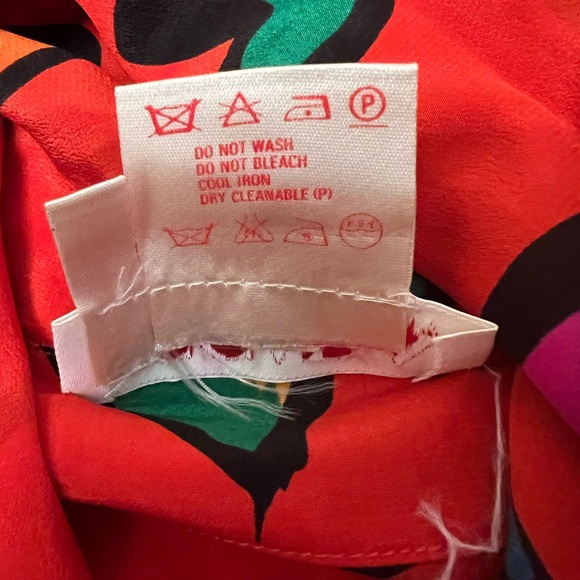 P
DO NOT WASH
DO NOT BLEACH
COOL IRON
DRY CLEANABLE (P)